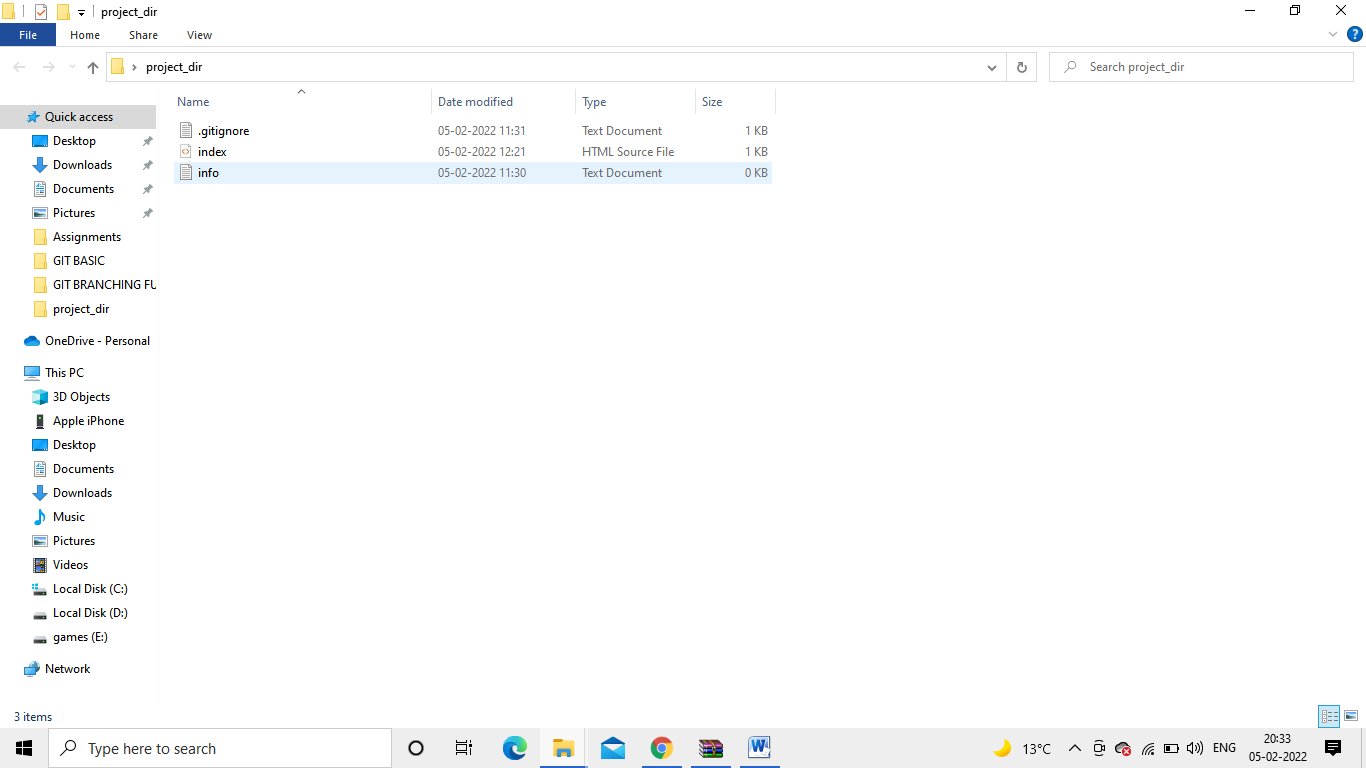 project_dir
File Home Share View
project_dir
Search project_dir
Name Date modified Type Size
.gitignore 05-02-2022 11:31 Text Document 1 KB
index 05-02-2022 12:21 HTML Source File 1 KB
info 05-02-2022 11:30 Text Document 0 KB
Quick access
Desktop
Downloads
Documents
Pictures
Assignments
GIT BASIC
GIT BRANCHING FU
project_dir
OneDrive - Personal
This PC
3D Objects
Apple iPhone
Desktop
Documents
Downloads
Music
Pictures
Videos
Local Disk (C:)
Local Disk (D:)
games (E:)
Network
3 items
Type here to search
13°C
ENG
20:33
05-02-2022